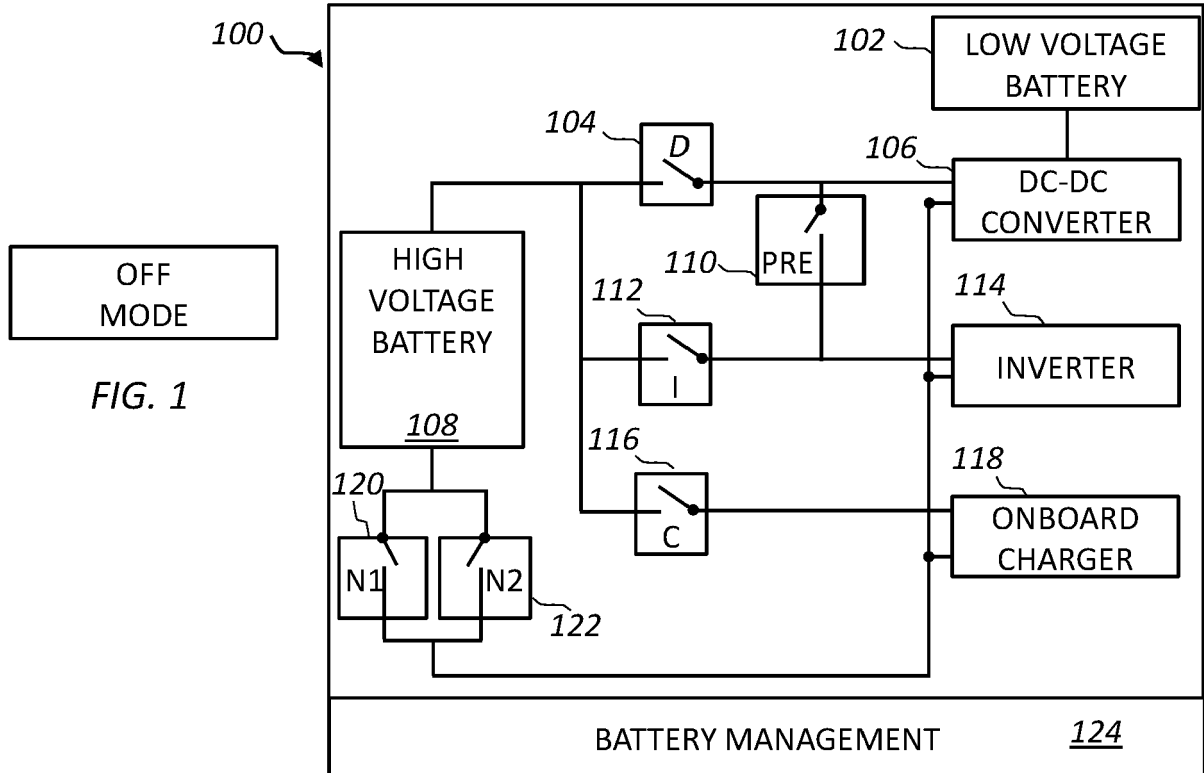 100
102
LOW VOLTAGE
BATTERY
104
D
106
DC-DC
CONVERTER
OFF
MODE
FIG. 1
HIGH
VOLTAGE
BATTERY
108
110
PRE
112
I
114
INVERTER
116
C
118
ONBOARD
CHARGER
120
N1
N2
122
BATTERY MANAGEMENT
124